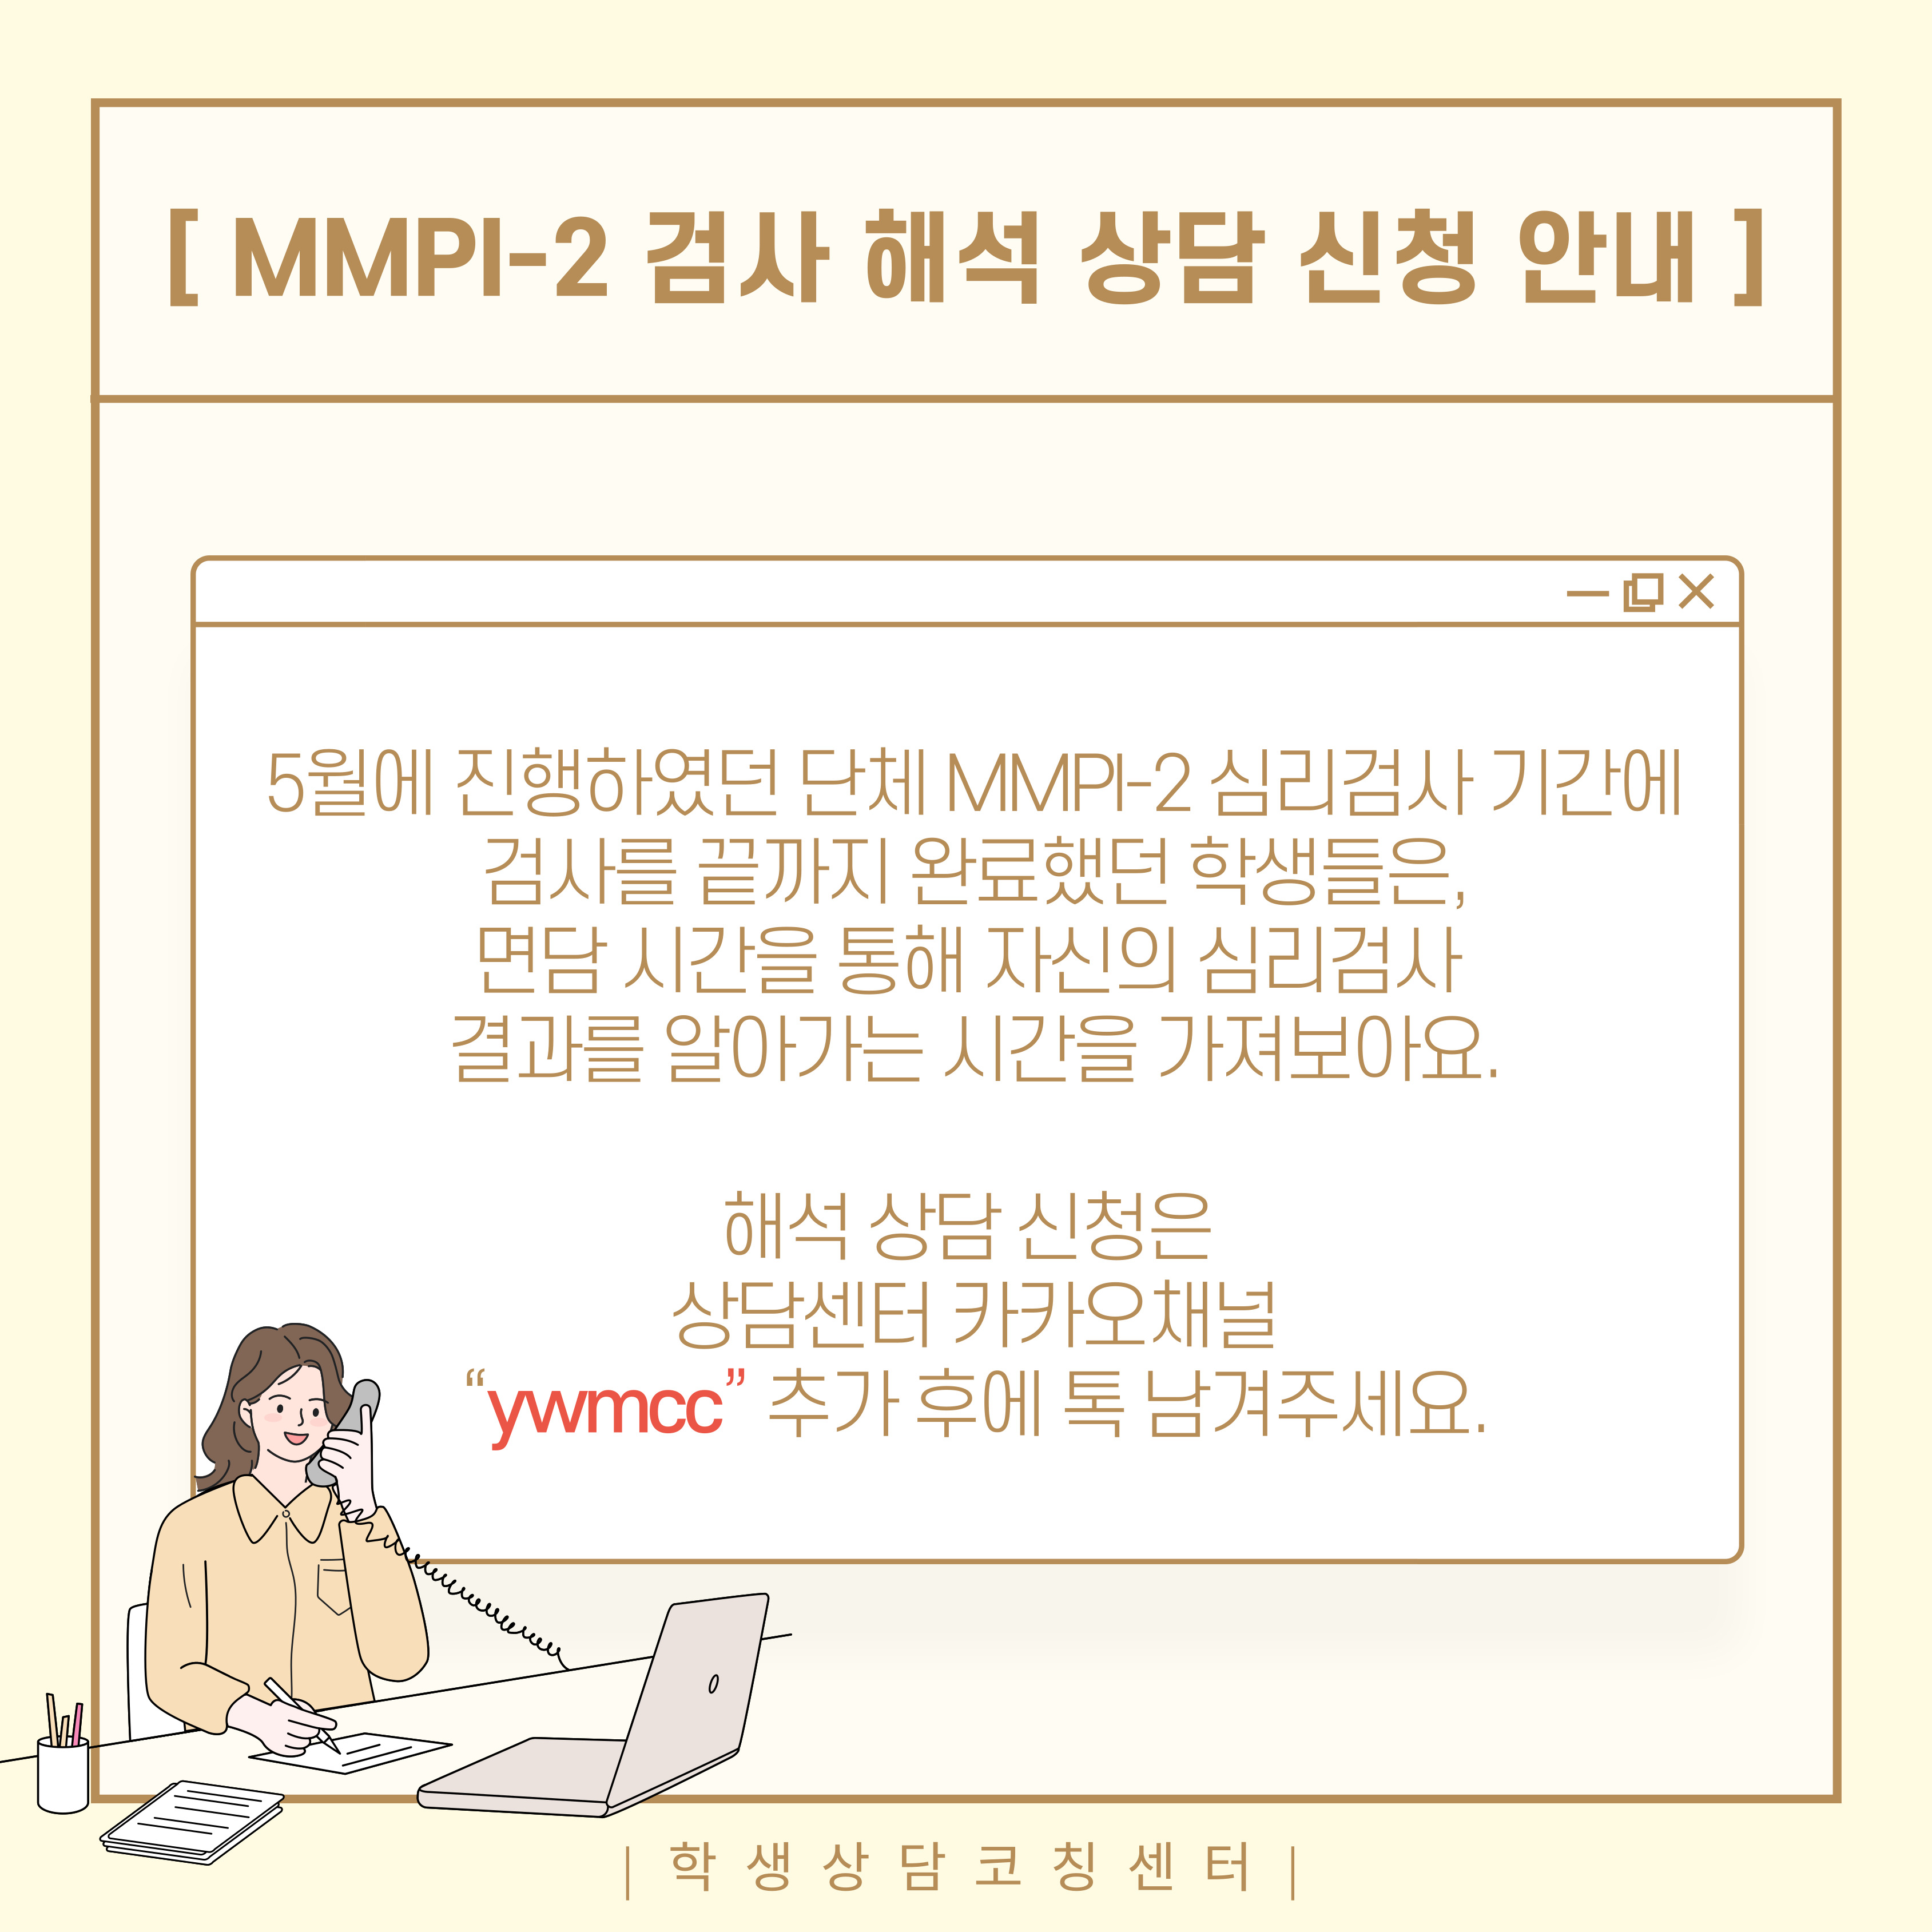 [ MMPI-2 검사 해석 상담 신청 안내 ]
5월에 진행하였던 단체 MMPI-2 심리검사 기간에
검사를 끝까지 완료했던 학생들은,
면담 시간을 통해 자신의 심리검사
결과를 알아가는 시간을 가져보아요.
해석 상담 신청은
상담센터 카카오채널
“ywmcc” 추가 후에 톡 남겨주세요.
| 학생상담코칭센터 |